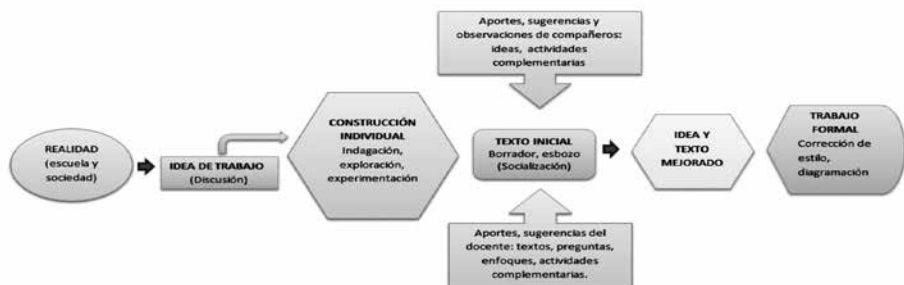 Aportes, sugerencias y
observaciones de compañeros:
ideas, actividades
complementarias
REALIDAD
(escuela y
sociedad)
IDEA DE TRABAJO
(Discusión)
CONSTRUCCIÓN
INDIVIDUAL
Indagación,
exploración,
experimentación
TEXTO INICIAL
Borrador, esbozo
(Socialización)
IDEA Y
TEXTO
MEJORADO
TRABAJO
FORMAL
Corrección de
estilo,
diagramación
Aportes, sugerencias del
docente: textos, preguntas,
enfoques, actividades
complementarias.